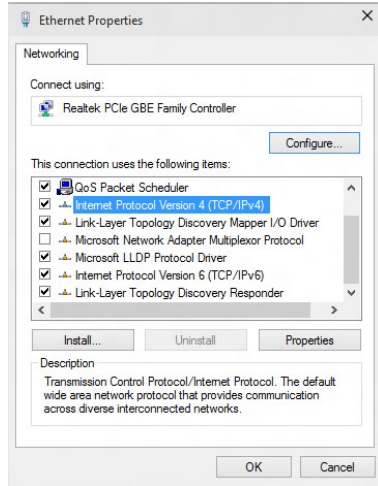 Ethernet Properties
Networking
Connect using:
Realtek PCIe GBE Family Controller
Configure...
This connection uses the following items:
QoS Packet Scheduler
Internet Protocol Version 4 (TCP/IPv4)
Link-Layer Topology Discovery Mapper I/O Driver
Microsoft Network Adapter Multiplexor Protocol
Microsoft LLDP Protocol Driver
Internet Protocol Version 6 (TCP/IPv6)
Link-Layer Topology Discovery Responder
Install... Uninstall Properties
Description
Transmission Control Protocol/Internet Protocol. The default
wide area network protocol that provides communication
across diverse interconnected networks.
OK Cancel